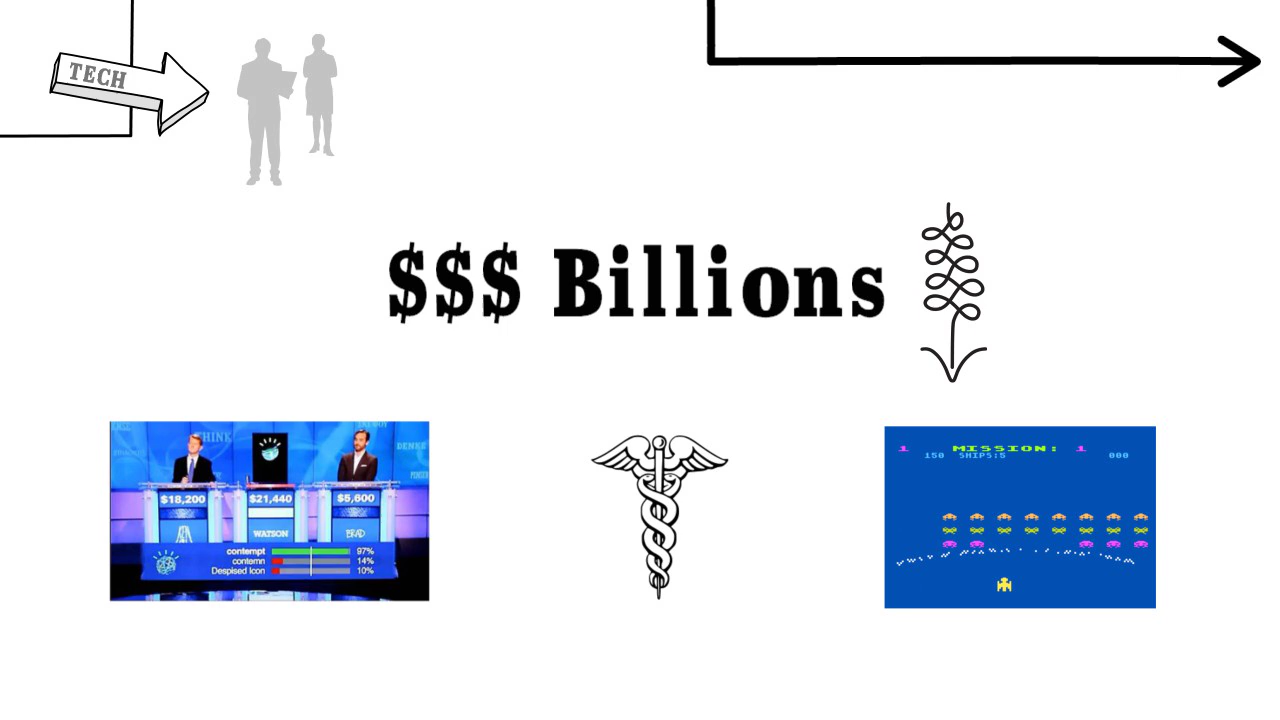 TECH
$$$ Billions
THINK
$18,200
$21,440
$5,600
WATSON
BRAD
contempt 97%
contemn 14%
Despised Icon 10%
1 MISSION: 1
150 SHIPS:5 000